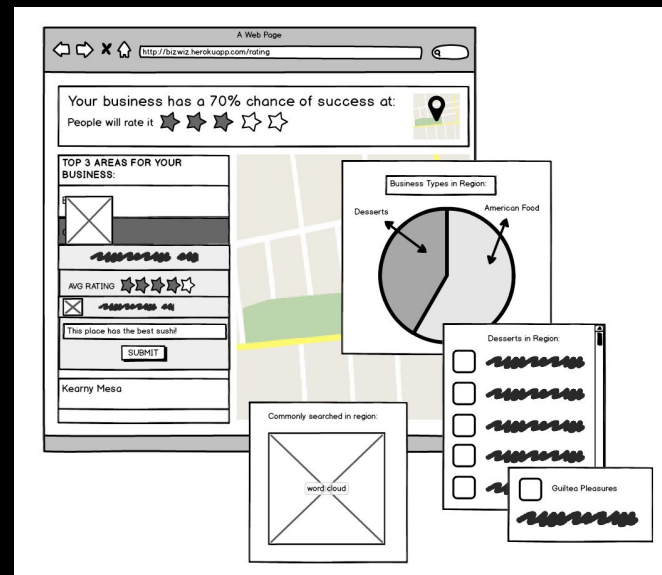 A Web Page
http://bizwiz.herokuapp.com/rating
Your business has a 70% chance of success at:
People will rate it
TOP 3 AREAS FOR YOUR
BUSINESS:
AVG RATING
This place has the best sushi!
SUBMIT
Kearny Mesa
Business Types in Region:
Desserts
American Food
Desserts in Region:
Guiltea Pleasures
Commonly searched in region:
word cloud